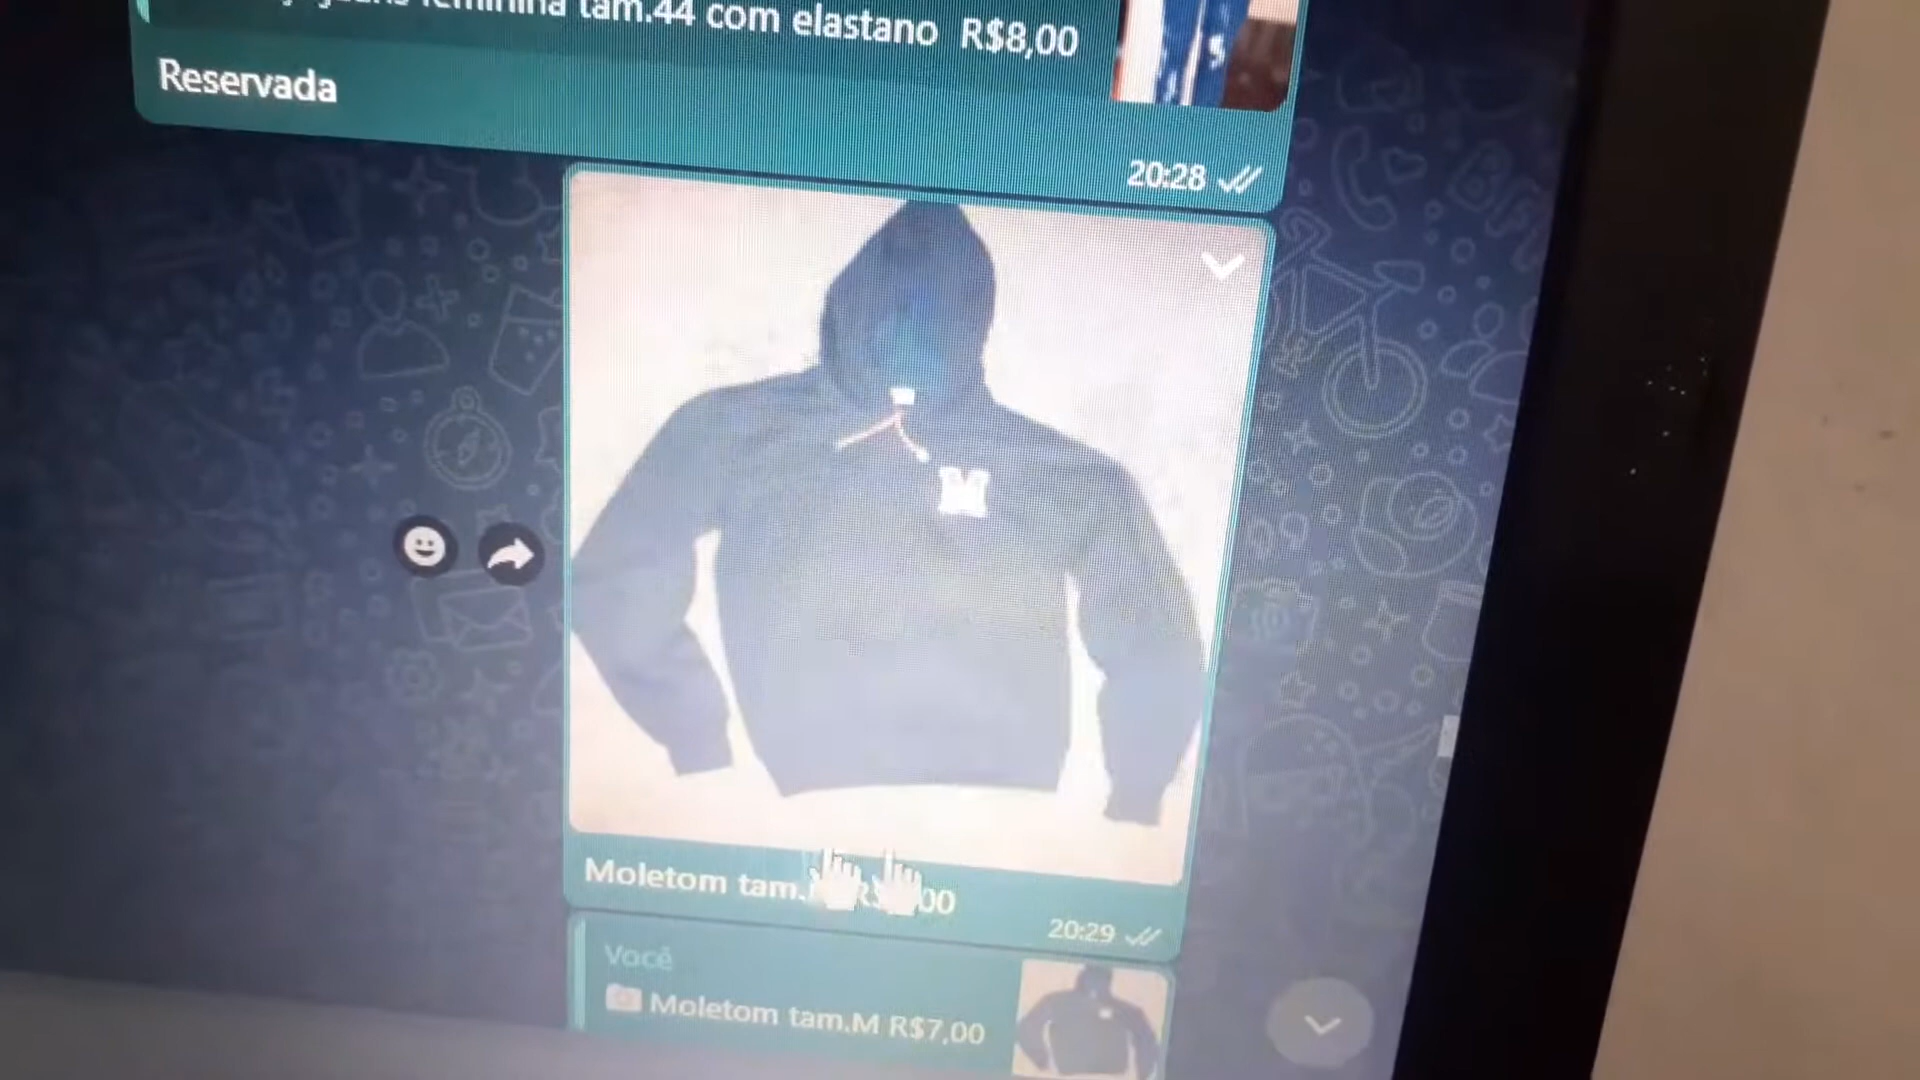 feminina tam.44 com elastano R$8,00
Reservada
20:28
M
Moletom tam. 00
20:29
Você
Moletom tam.M R$7,00